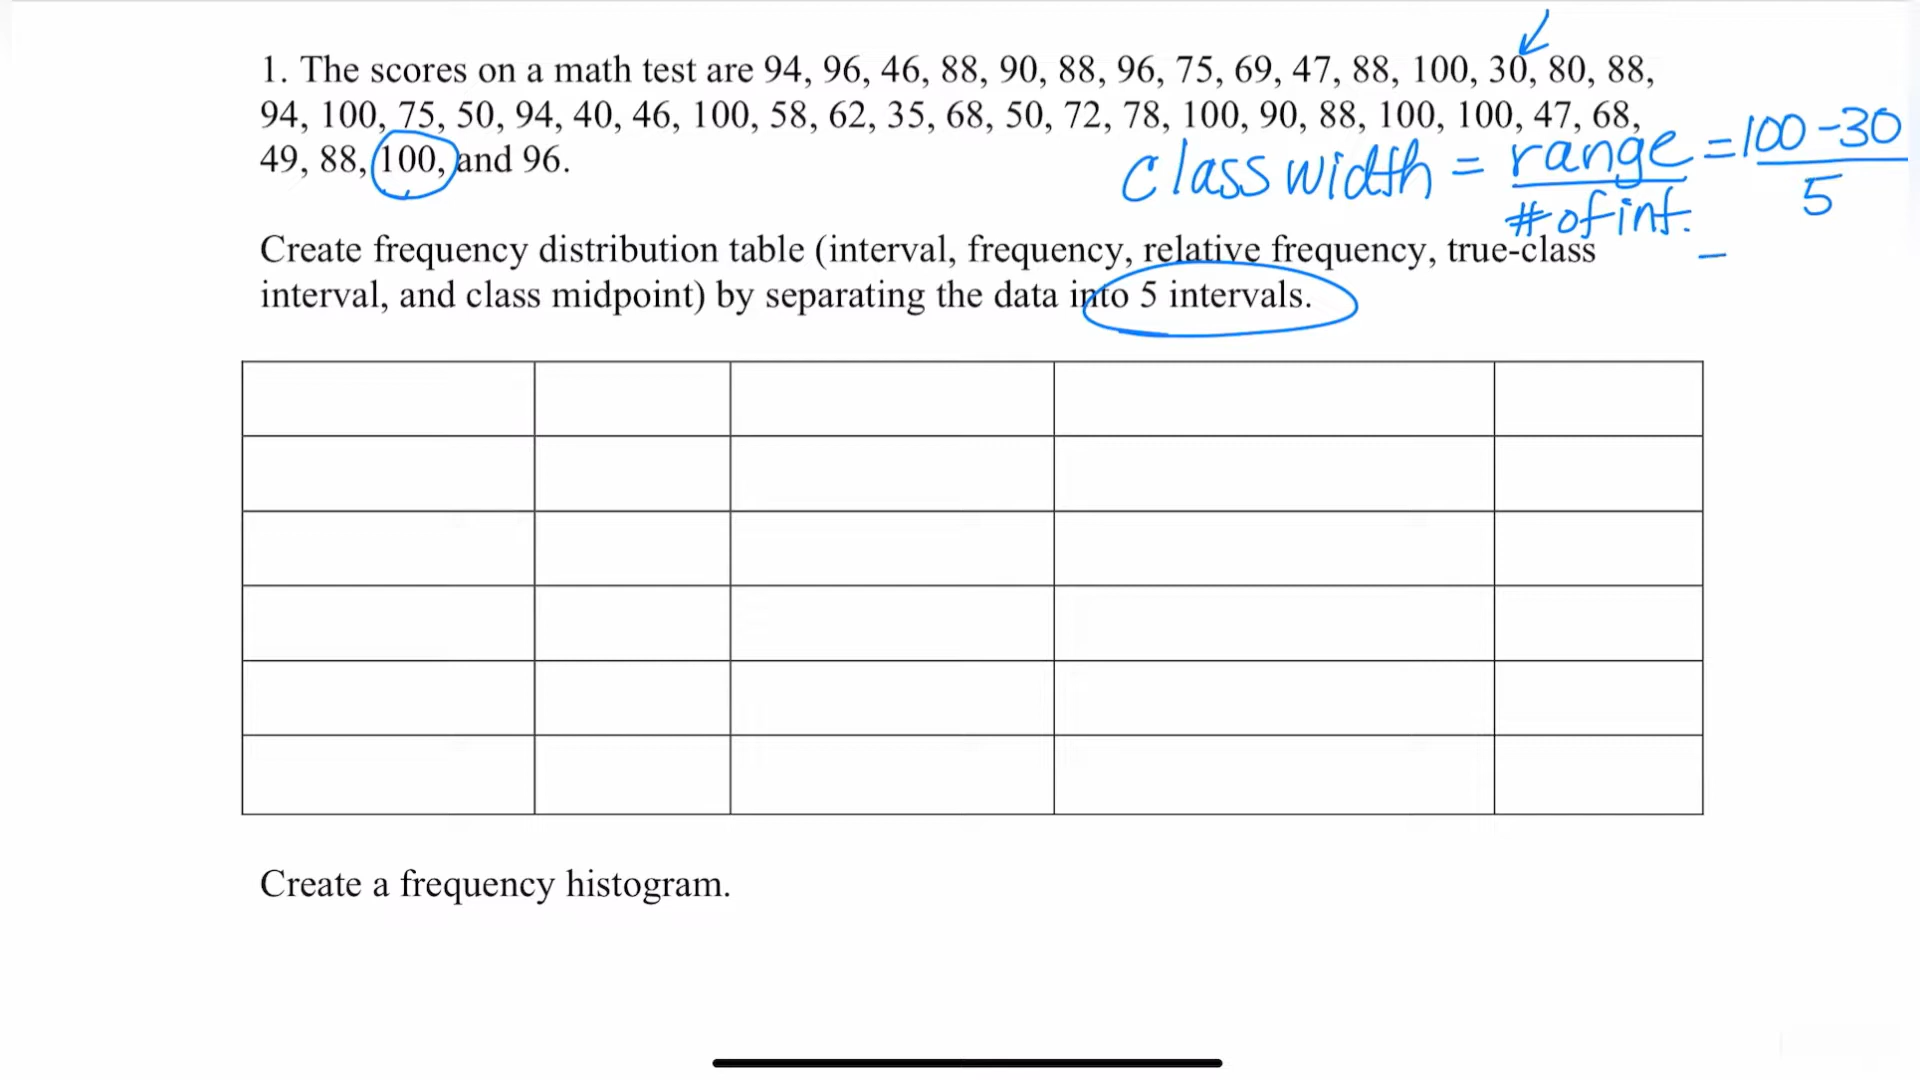 1. The scores on a math test are 94, 96, 46, 88, 90, 88, 96, 75, 69, 47, 88, 100, 30, 80, 88,
94, 100, 75, 50, 94, 40, 46, 100, 58, 62, 35, 68, 50, 72, 78, 100, 90, 88, 100, 100, 47, 68,
49, 88, 100, and 96.
class width = range / # of int. = 100 - 30 / 5
=
Create frequency distribution table (interval, frequency, relative frequency, true-class
interval, and class midpoint) by separating the data into 5 intervals.
Create a frequency histogram.